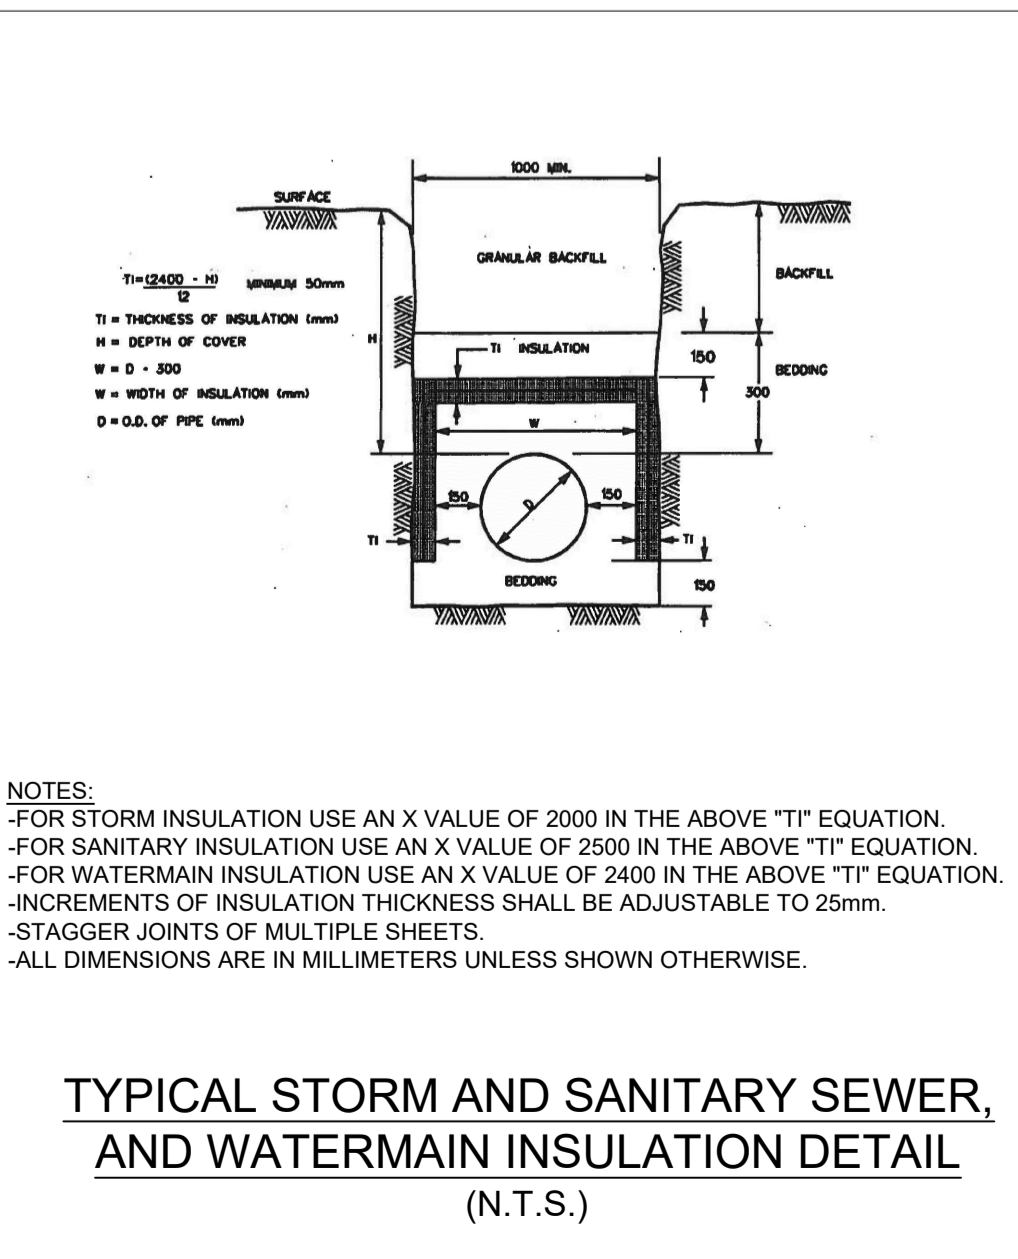 1000 MIN.
SURFACE
GRANULAR BACKFILL
BACKFILL
TI=(2400 - H)
12
MINIMUM 50mm
TI = THICKNESS OF INSULATION (mm)
H = DEPTH OF COVER
W = D - 300
W = WIDTH OF INSULATION (mm)
D = O.D. OF PIPE (mm)
H
TI INSULATION
150
BEDDING
300
W
150
D
150
TI
TI
BEDDING
150
NOTES:
-FOR STORM INSULATION USE AN X VALUE OF 2000 IN THE ABOVE "TI" EQUATION.
-FOR SANITARY INSULATION USE AN X VALUE OF 2500 IN THE ABOVE "TI" EQUATION.
-FOR WATERMAIN INSULATION USE AN X VALUE OF 2400 IN THE ABOVE "TI" EQUATION.
-INCREMENTS OF INSULATION THICKNESS SHALL BE ADJUSTABLE TO 25mm.
-STAGGER JOINTS OF MULTIPLE SHEETS.
-ALL DIMENSIONS ARE IN MILLIMETERS UNLESS SHOWN OTHERWISE.
TYPICAL STORM AND SANITARY SEWER,
AND WATERMAIN INSULATION DETAIL
(N.T.S.)